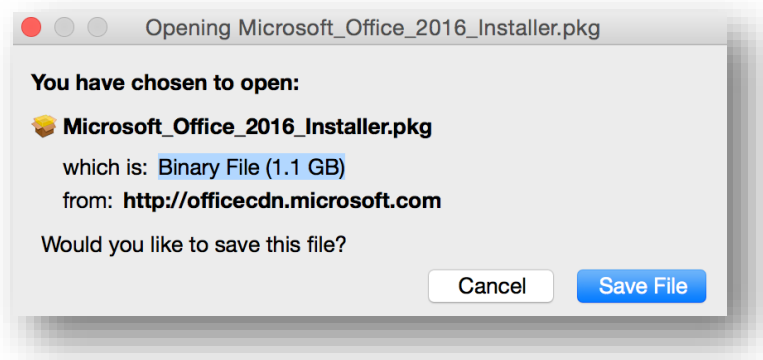 Opening Microsoft_Office_2016_Installer.pkg
You have chosen to open:
Microsoft_Office_2016_Installer.pkg
which is: Binary File (1.1 GB)
from: http://officecdn.microsoft.com
Would you like to save this file?
Cancel Save File